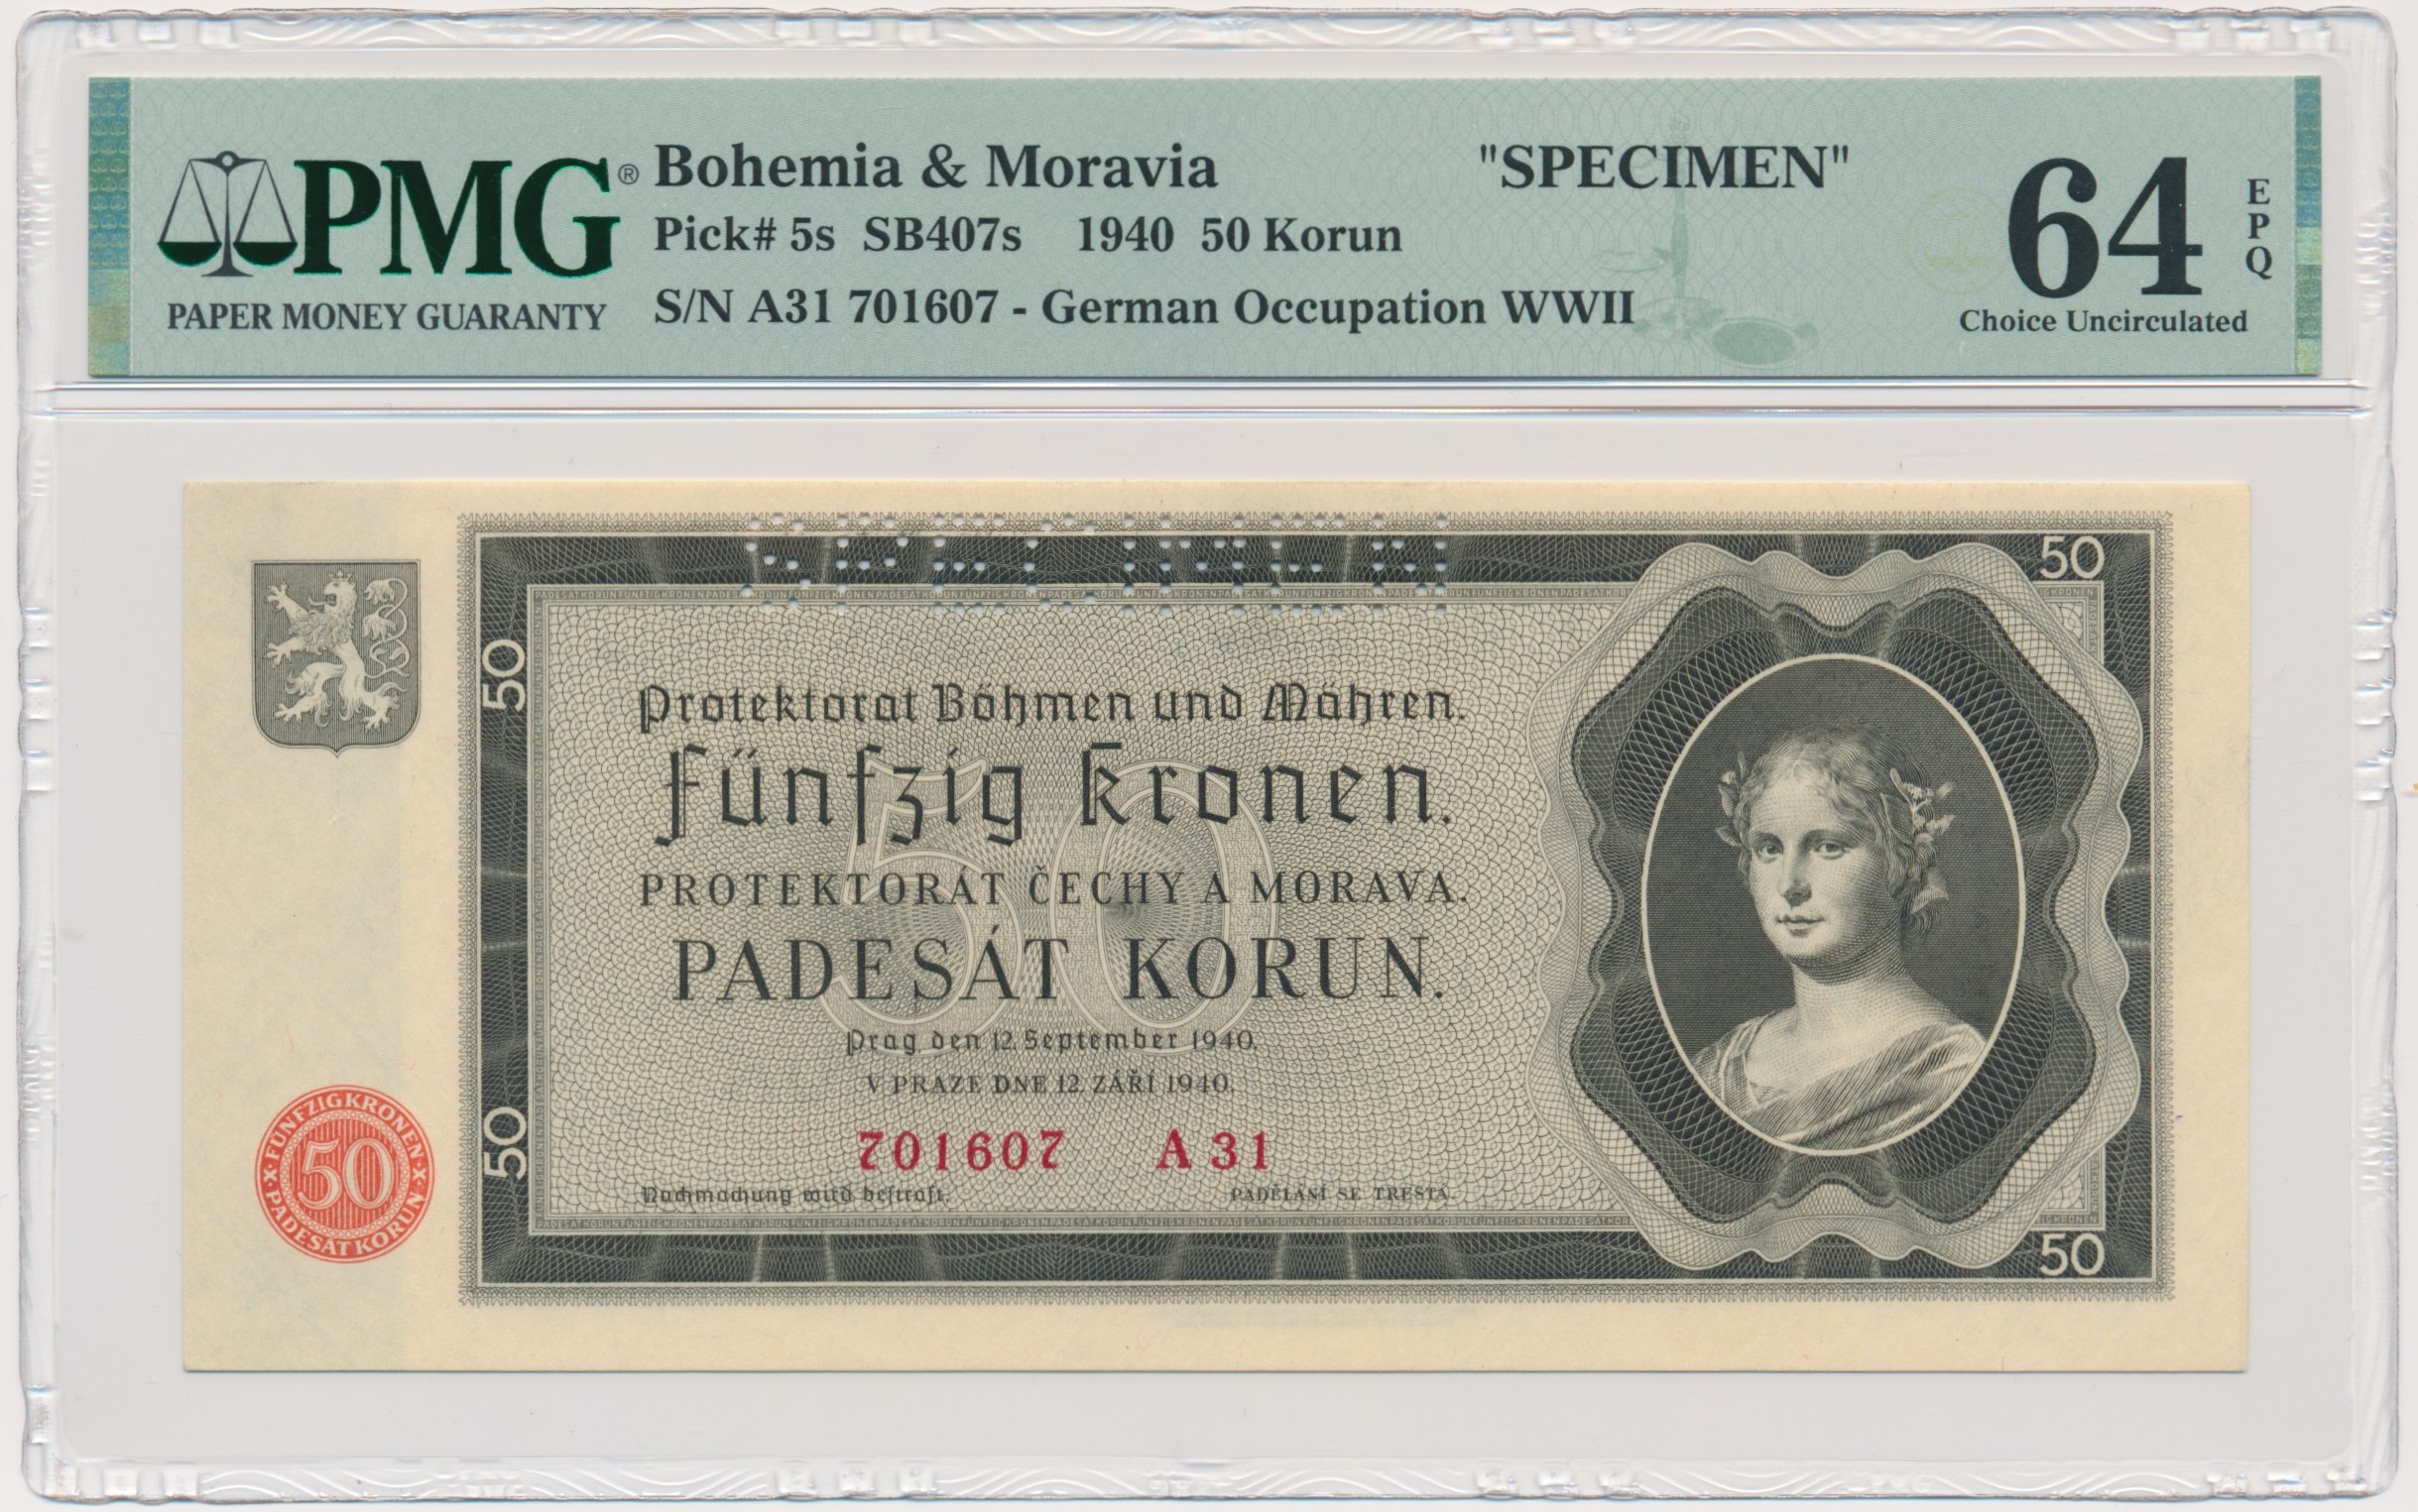 PMG®
PAPER MONEY GUARANTY
Bohemia & Moravia "SPECIMEN"
Pick# 5s SB407s 1940 50 Korun
S/N A31 701607 - German Occupation WWII
64
EPQ
Choice Uncirculated
SPECIMEN
50
50
Protektorat Böhmen und Mähren.
Fünfzig Kronen.
PROTEKTORÁT ČECHY A MORAVA.
PADESÁT KORUN.
50
Prag, den 12. September 1940.
V PRAZE DNE 12. ZÁŘÍ 1940.
701607 A 31
Nachmachung wird bestraft. PADĚLÁNÍ SE TRESTÁ.
50
50
FÜNFZIG KRONEN
50
PADESÁT KORUN